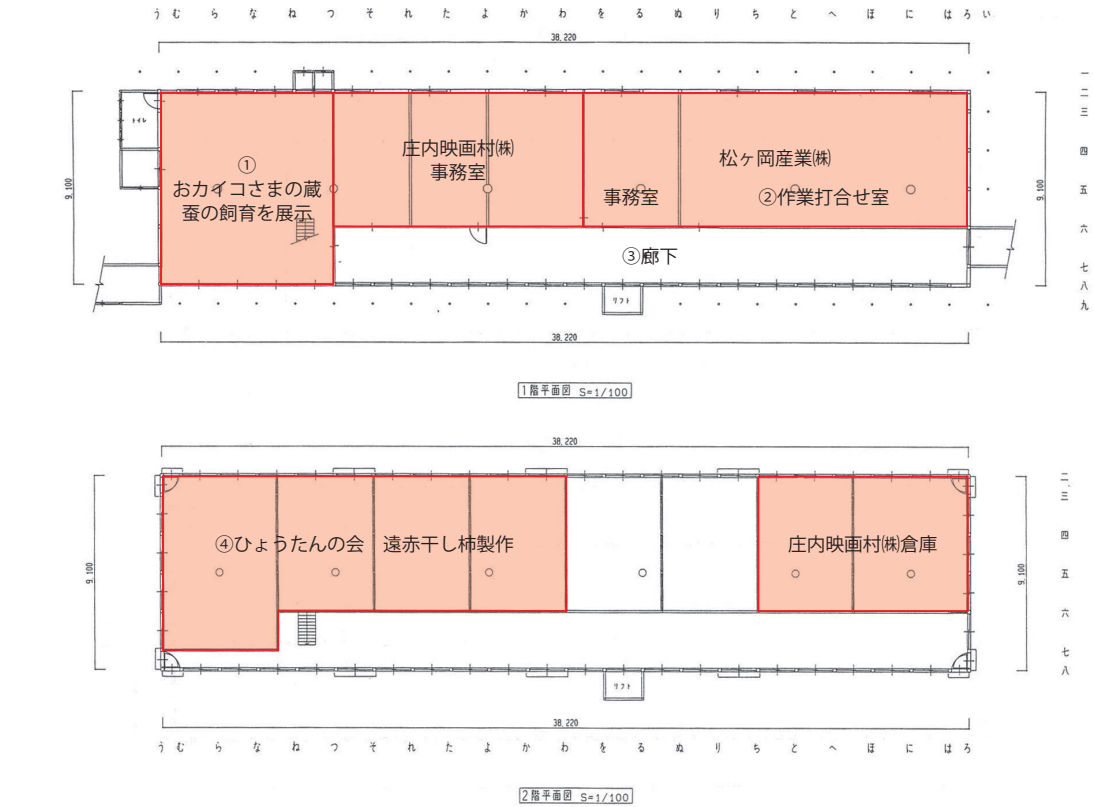 うむらなねつそれたよかわをるぬりちとへほにはろい
38,220
一
二
三
四
五
六
七
八
九
9,100
トイレ
①
おカイコさまの蔵
蚕の飼育を展示
庄内映画村㈱
事務室
松ヶ岡産業㈱
事務室
②作業打合せ室
③廊下
リフト
9,100
38,220
1階平面図 S=1/100
38,220
二
三
四
五
六
七
八
9,100
④ひょうたんの会 遠赤干し柿製作
庄内映画村㈱倉庫
9,100
リフト
38,220
うむらなねつそれたよかわをるぬりちとへほにはろ
2階平面図 S=1/100